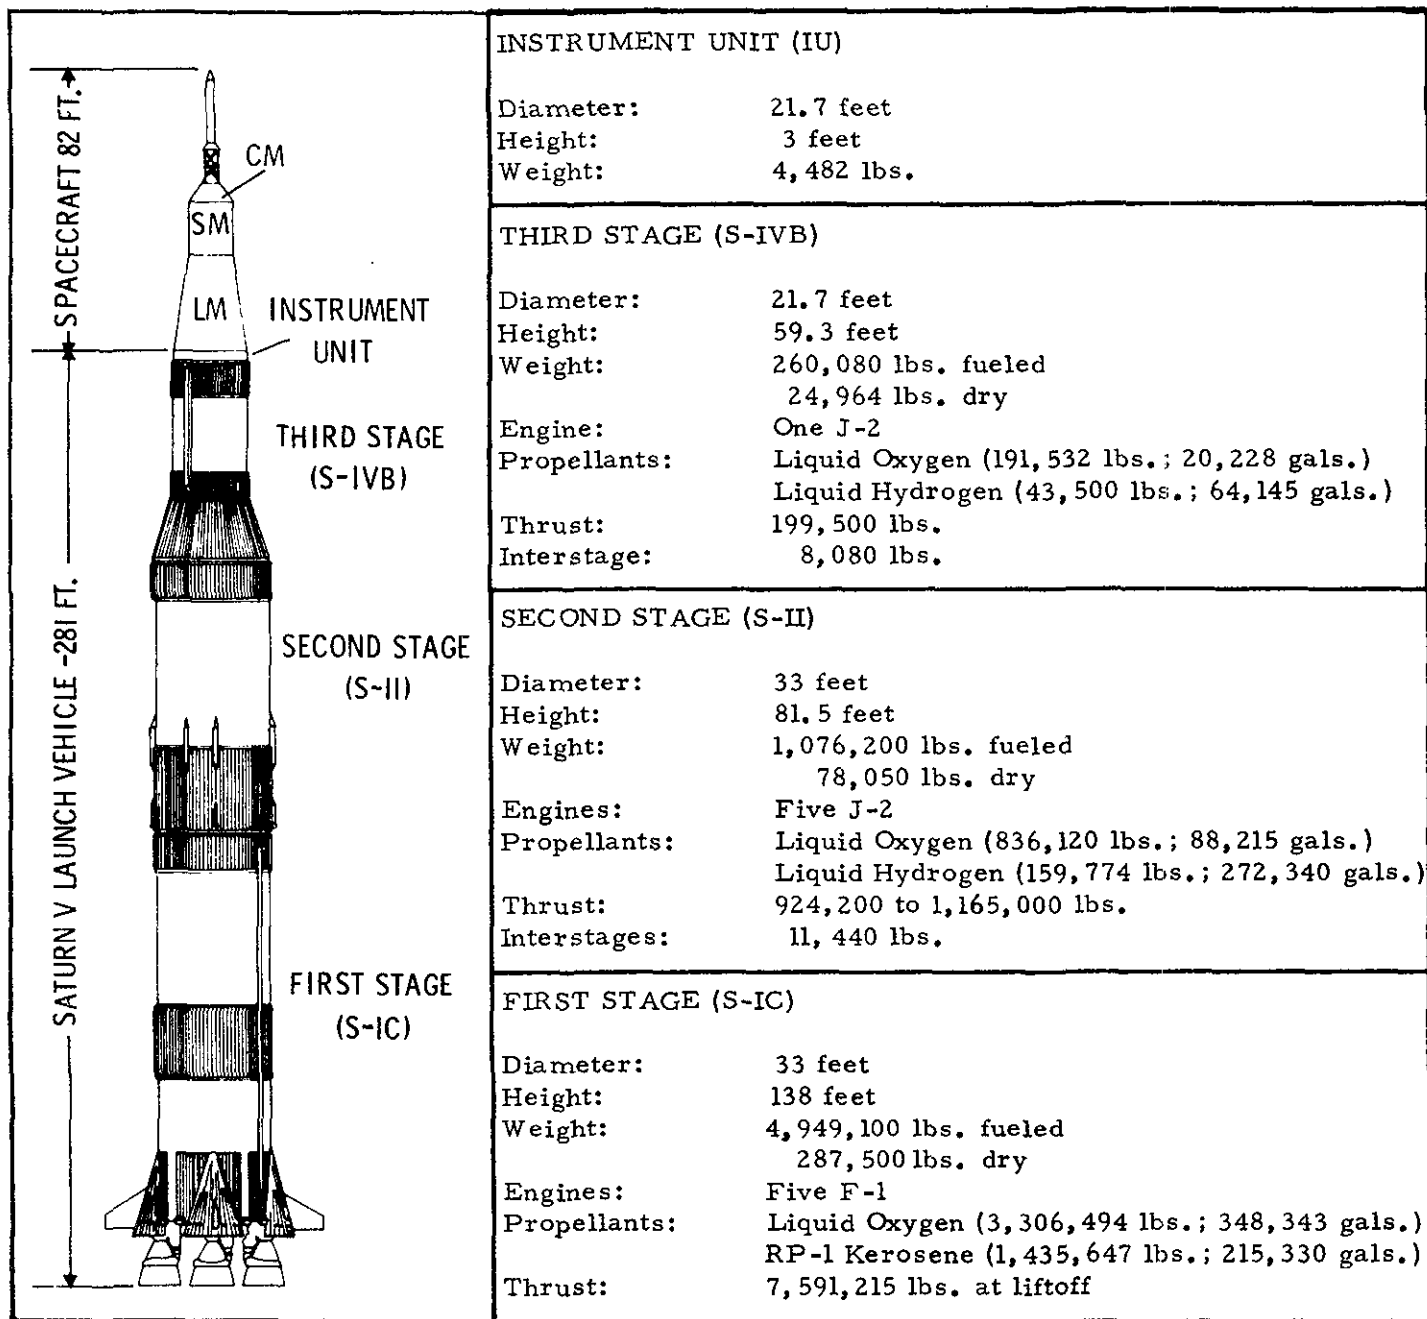 SPACECRAFT 82 FT.
CM
SM
LM
INSTRUMENT
UNIT
THIRD STAGE
(S-IVB)
SECOND STAGE
(S-II)
FIRST STAGE
(S-IC)
SATURN V LAUNCH VEHICLE -281 FT.
INSTRUMENT UNIT (IU)
Diameter: 21.7 feet
Height: 3 feet
Weight: 4,482 lbs.
THIRD STAGE (S-IVB)
Diameter: 21.7 feet
Height: 59.3 feet
Weight: 260,080 lbs. fueled
24,964 lbs. dry
Engine: One J-2
Propellants: Liquid Oxygen (191,532 lbs.; 20,228 gals.)
Liquid Hydrogen (43,500 lbs.; 64,145 gals.)
Thrust: 199,500 lbs.
Interstage: 8,080 lbs.
SECOND STAGE (S-II)
Diameter: 33 feet
Height: 81.5 feet
Weight: 1,076,200 lbs. fueled
78,050 lbs. dry
Engines: Five J-2
Propellants: Liquid Oxygen (836,120 lbs.; 88,215 gals.)
Liquid Hydrogen (159,774 lbs.; 272,340 gals.)
Thrust: 924,200 to 1,165,000 lbs.
Interstages: 11,440 lbs.
FIRST STAGE (S-IC)
Diameter: 33 feet
Height: 138 feet
Weight: 4,949,100 lbs. fueled
287,500 lbs. dry
Engines: Five F-1
Propellants: Liquid Oxygen (3,306,494 lbs.; 348,343 gals.)
RP-1 Kerosene (1,435,647 lbs.; 215,330 gals.)
Thrust: 7,591,215 lbs. at liftoff